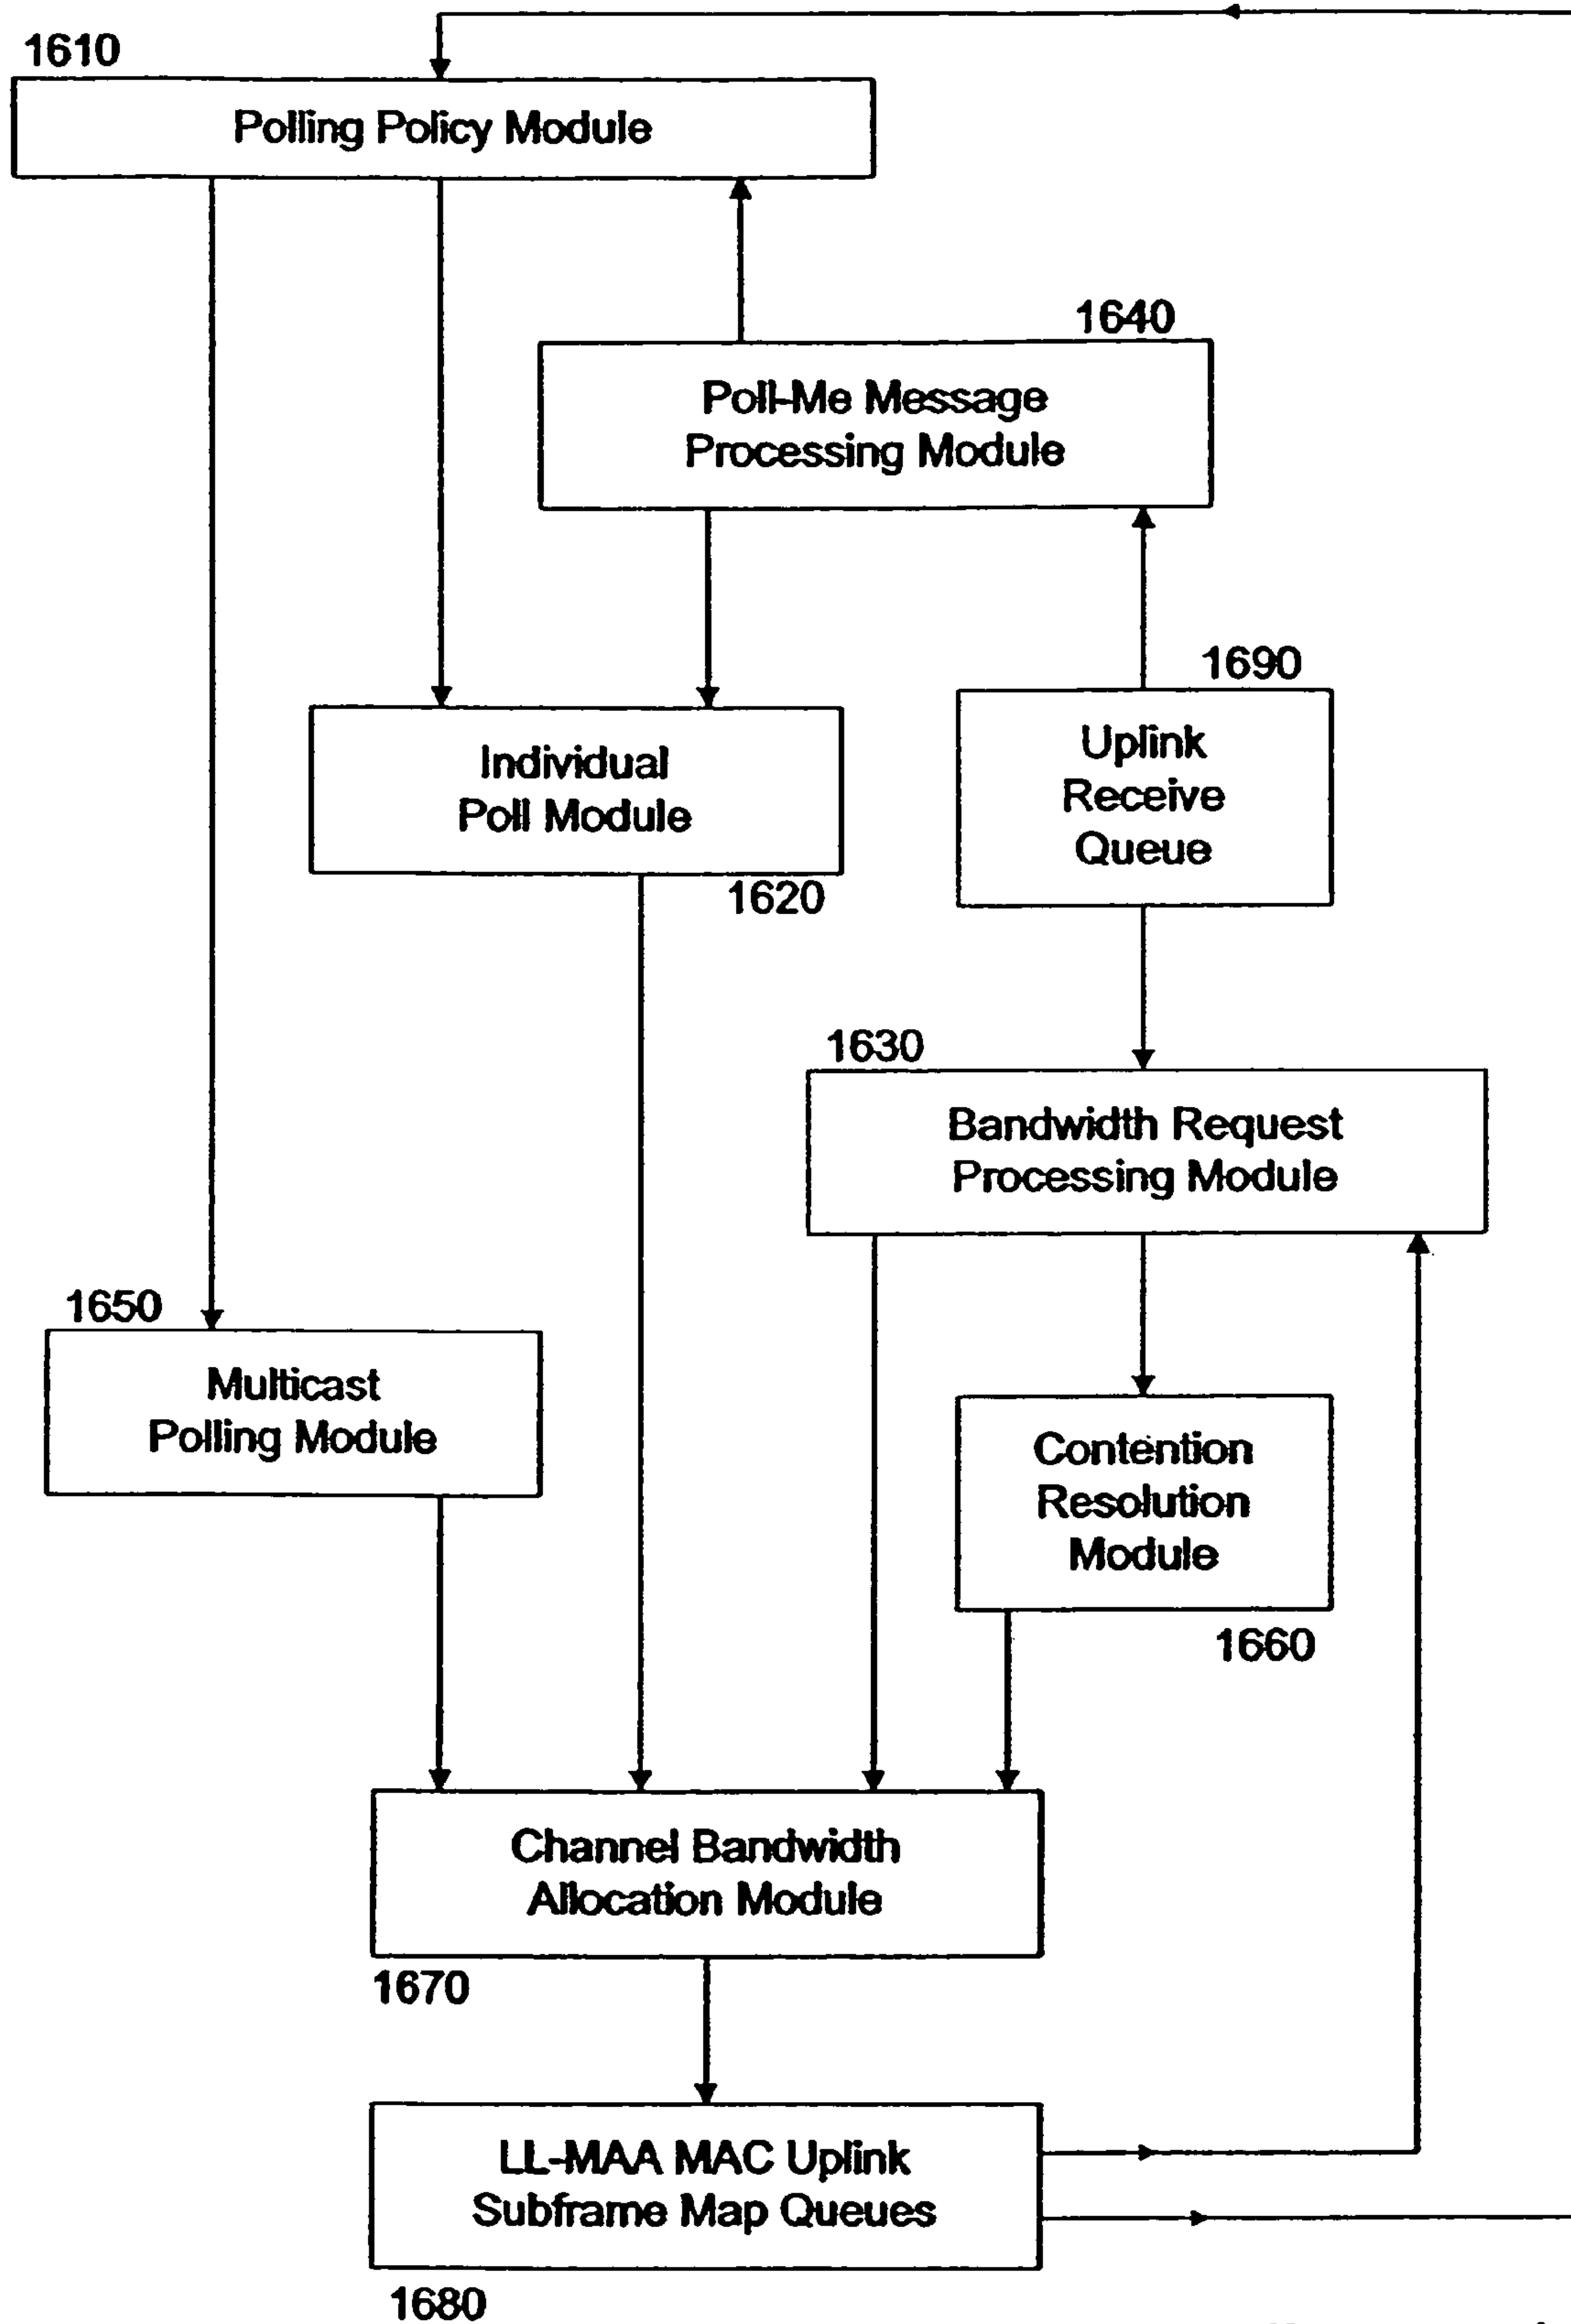 1610
Polling Policy Module
1640
Poll-Me Message
Processing Module
1690
Uplink
Receive
Queue
Individual
Poll Module
1620
1630
Bandwidth Request
Processing Module
1650
Multicast
Polling Module
Contention
Resolution
Module
1660
Channel Bandwidth
Allocation Module
1670
LL-MAA MAC Uplink
Subframe Map Queues
1680